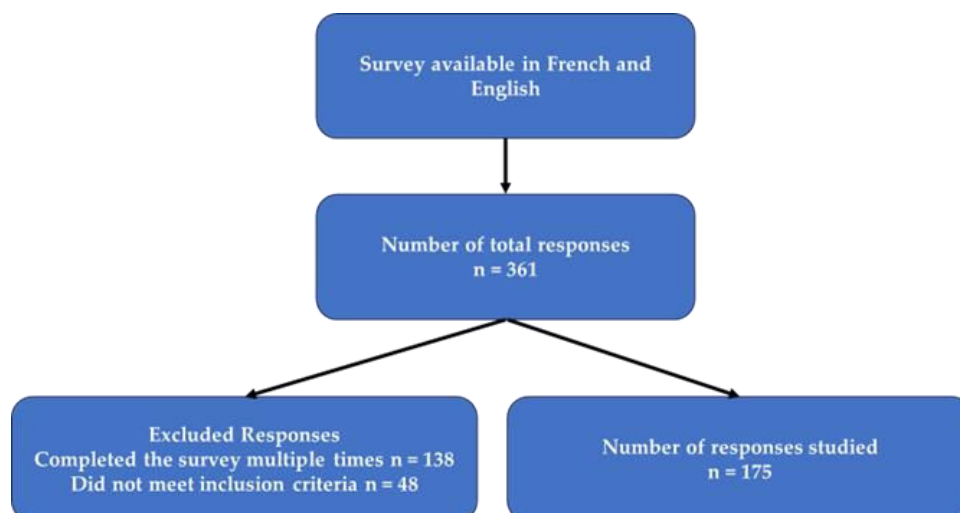 Survey available in French and
English
Number of total responses
n = 361
Excluded Responses
Completed the survey multiple times n = 138
Did not meet inclusion criteria n = 48
Number of responses studied
n = 175